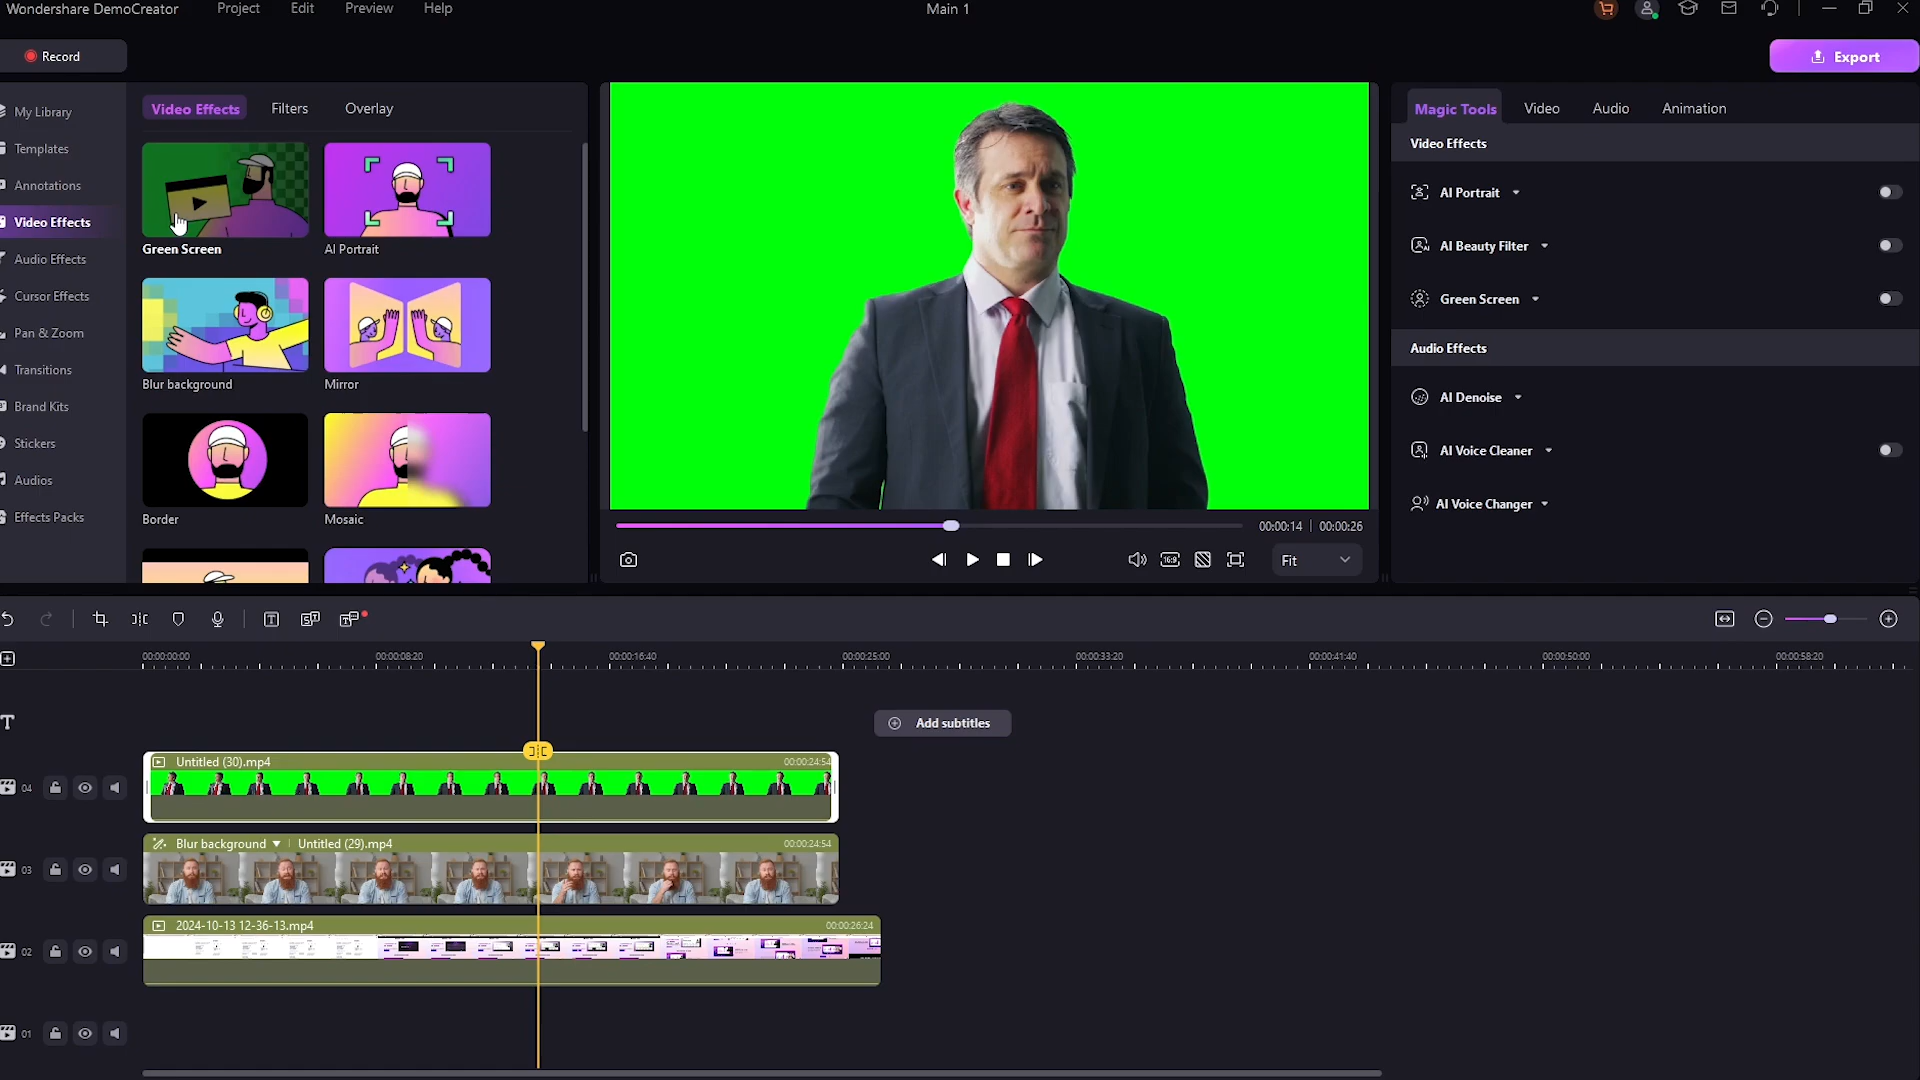 Wondershare DemoCreator
Project
Edit
Preview
Help
Main 1
Record
Export
My Library
Templates
Annotations
Video Effects
Audio Effects
Cursor Effects
Pan & Zoom
Transitions
Brand Kits
Stickers
Audios
Effects Packs
Video Effects
Filters
Overlay
Green Screen
AI Portrait
Blur background
Mirror
Border
Mosaic
00:00:14 | 00:00:26
16:9
Fit
Magic Tools
Video
Audio
Animation
Video Effects
AI Portrait
AI Beauty Filter
Green Screen
Audio Effects
AI Denoise
AI Voice Cleaner
AI Voice Changer
00:00:00:00
00:00:08:20
00:00:16:40
00:00:25:00
00:00:33:20
00:00:41:40
00:00:50:00
00:00:58:20
Add subtitles
04
Untitled (30).mp4
00:00:24:54
03
Blur background
Untitled (29).mp4
00:00:24:54
02
2024-10-13 12-36-13.mp4
00:00:26:24
01